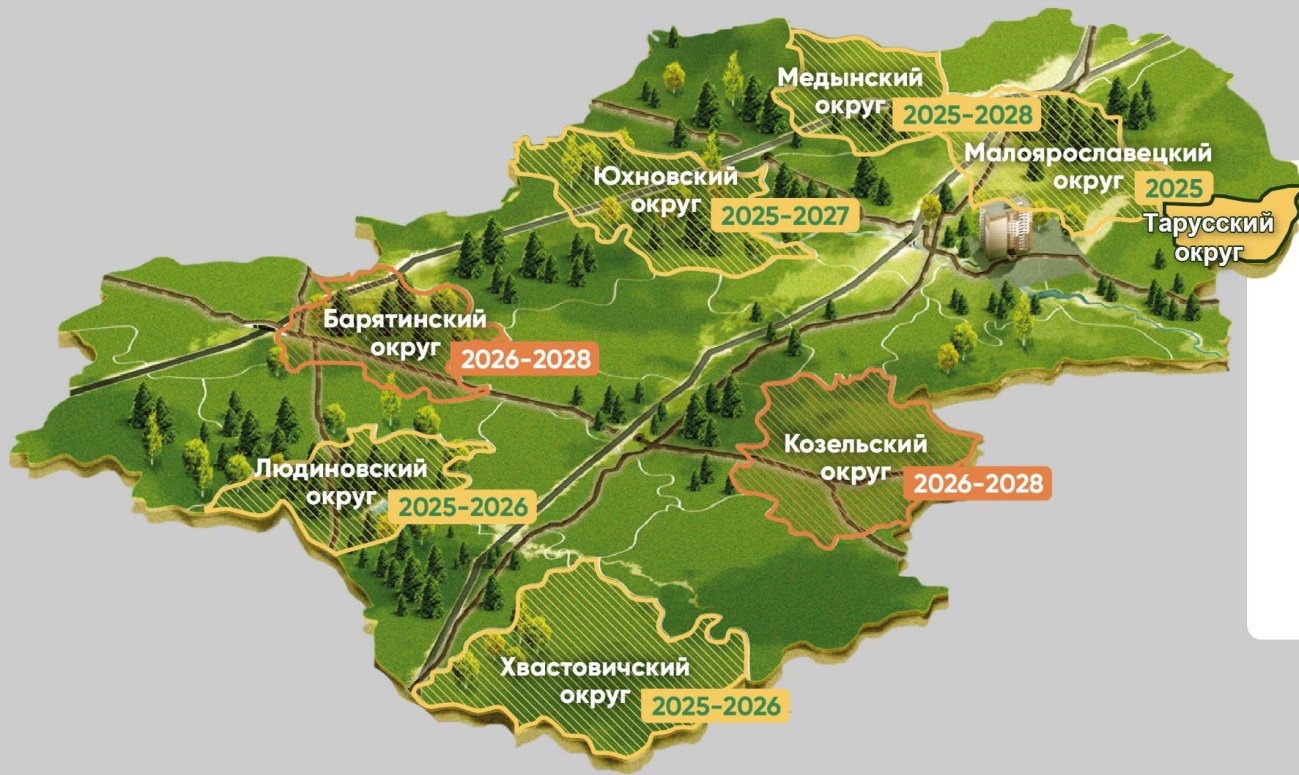 Медынский
округ
2025-2028
Малоярославецкий
округ
2025
Юхновский
округ
2025-2027
Тарусский
округ
Барятинский
округ
2026-2028
Козельский
округ
2026-2028
Людиновский
округ
2025-2026
Хвастовичский
округ
2025-2026